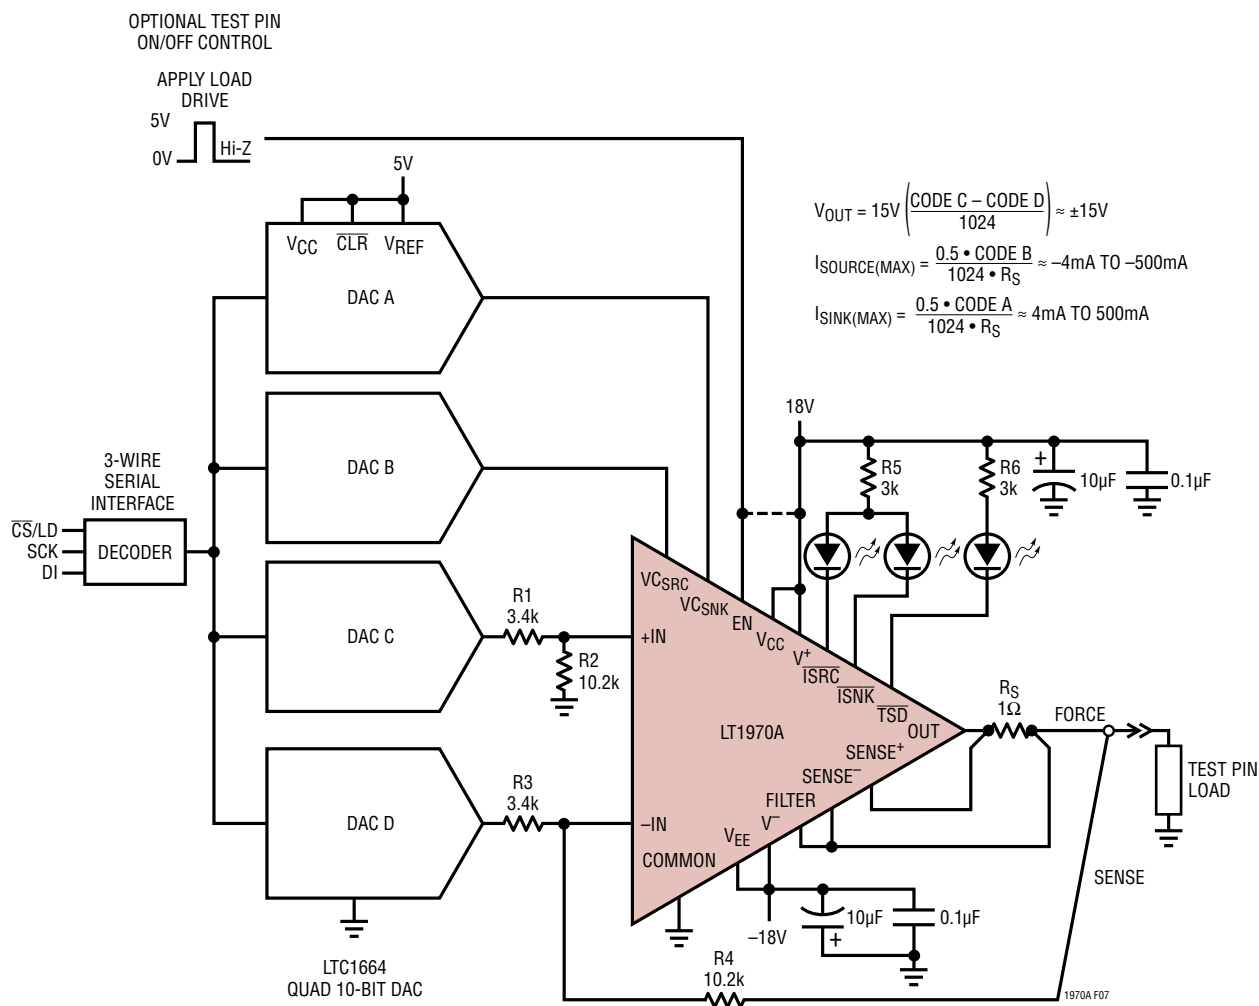 OPTIONAL TEST PIN
ON/OFF CONTROL
APPLY LOAD
DRIVE
5V
0V
Hi-Z
5V
VCC
CLR
VREF
DAC A
DAC B
3-WIRE
SERIAL
INTERFACE
CS/LD
SCK
DI
DECODER
DAC C
DAC D
LTC1664
QUAD 10-BIT DAC
R1
3.4k
R2
10.2k
R3
3.4k
R4
10.2k
VOUT = 15V (CODE C – CODE D / 1024) ≈ ±15V
ISOURCE(MAX) = 0.5 • CODE B / 1024 • RS ≈ –4mA TO –500mA
ISINK(MAX) = 0.5 • CODE A / 1024 • RS ≈ 4mA TO 500mA
18V
R5
3k
R6
3k
+
10µF
0.1µF
VCSRC
VCSNK
EN
VCC
V+
ISRC
ISNK
TSD
OUT
+IN
LT1970A
SENSE+
SENSE–
FILTER
V–
VEE
–IN
COMMON
RS
1Ω
FORCE
TEST PIN
LOAD
SENSE
–18V
10µF
+
0.1µF
1970A F07